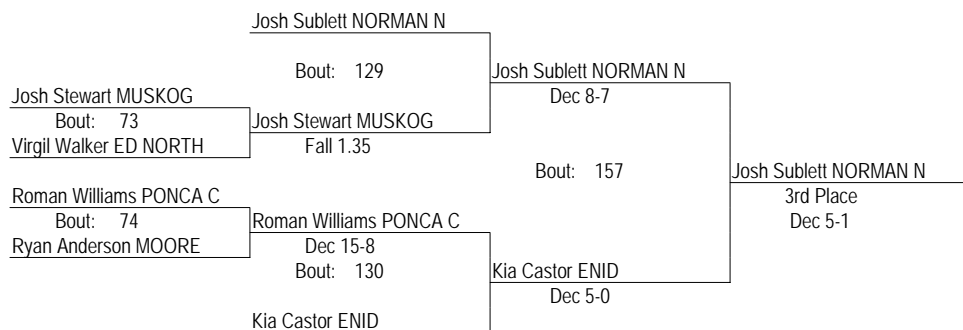 Josh Sublett NORMAN N
Bout: 129
Josh Sublett NORMAN N
Dec 8-7
Josh Stewart MUSKOG
Bout: 73
Josh Stewart MUSKOG
Virgil Walker ED NORTH
Fall 1.35
Bout: 157
Josh Sublett NORMAN N
3rd Place
Dec 5-1
Roman Williams PONCA C
Bout: 74
Roman Williams PONCA C
Ryan Anderson MOORE
Dec 15-8
Bout: 130
Kia Castor ENID
Dec 5-0
Kia Castor ENID